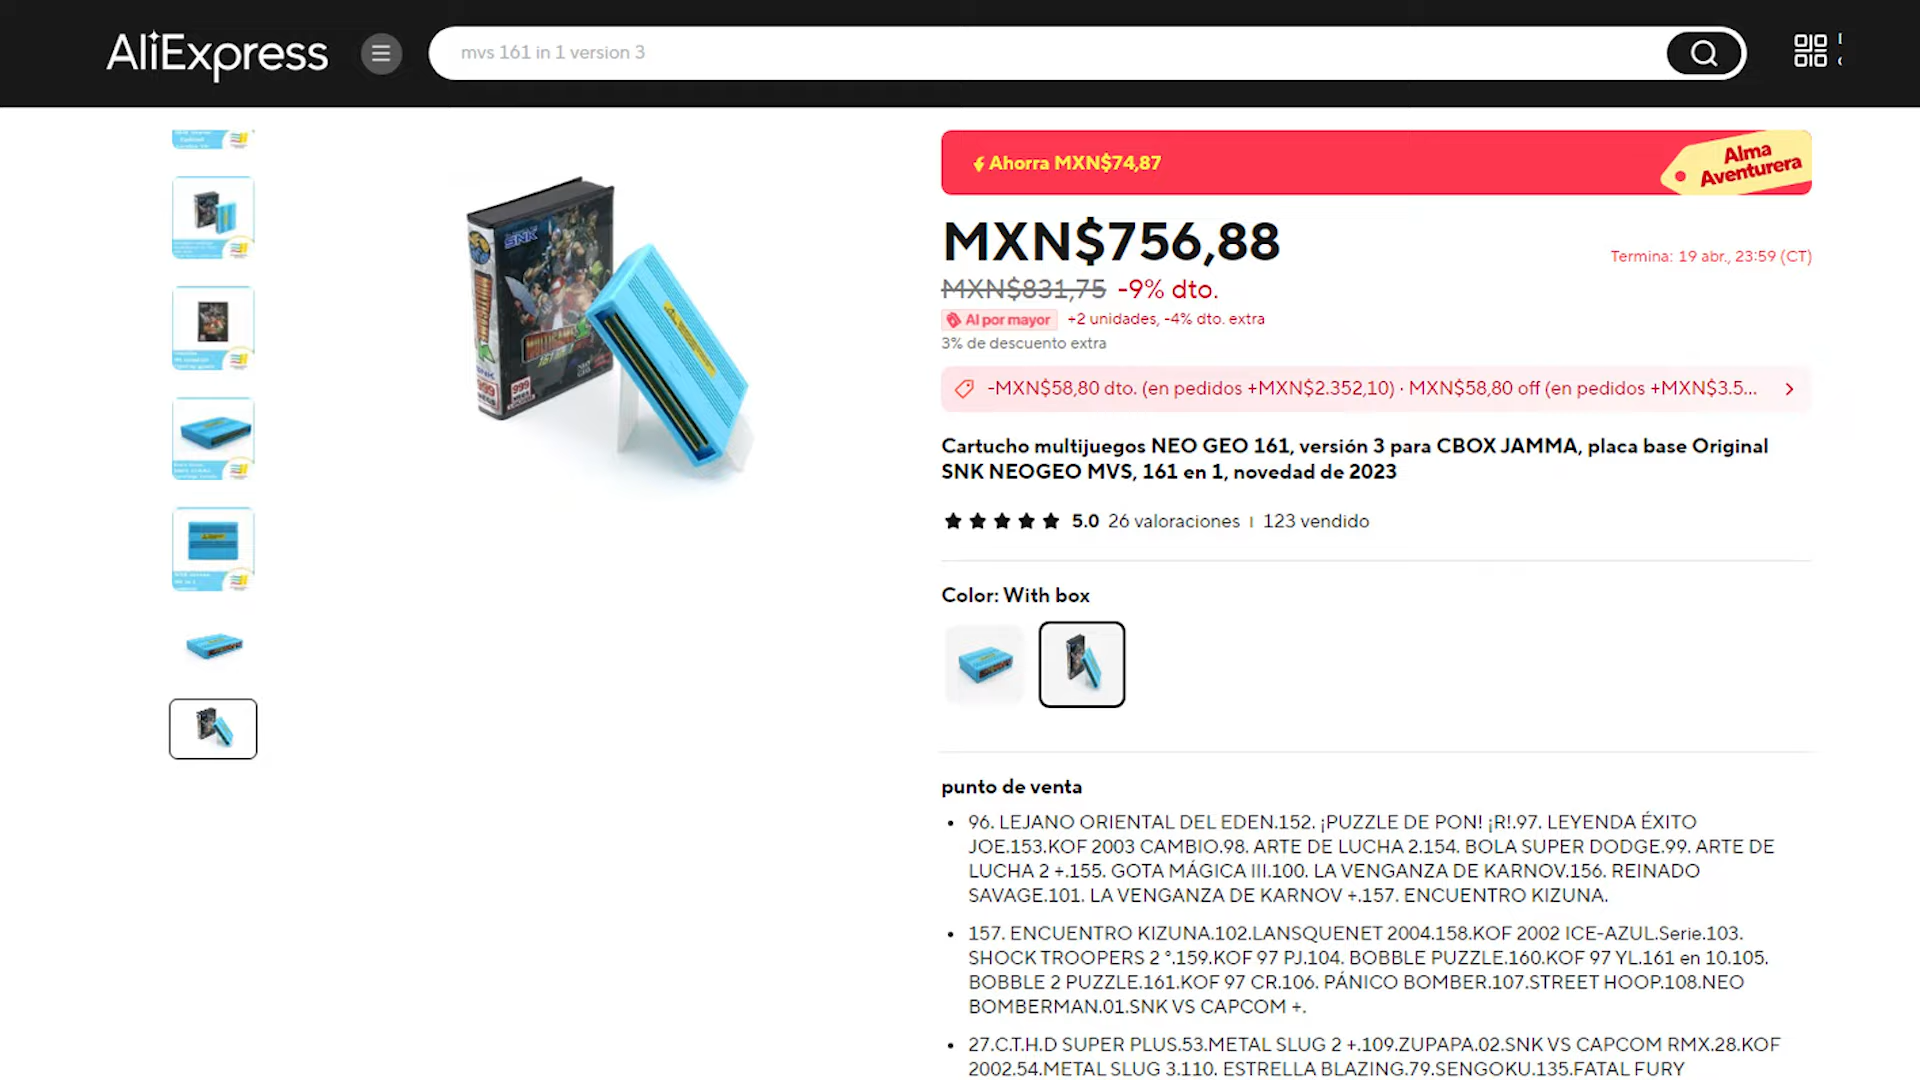 AliExpress
mvs 161 in 1 version 3
Ahorra MXN$74,87
Alma
Aventurera
MXN$756,88
Termina: 19 abr., 23:59 (CT)
MXN$831,75 -9% dto.
Al por mayor +2 unidades, -4% dto. extra
3% de descuento extra
-MXN$58,80 dto. (en pedidos +MXN$2.352,10) · MXN$58,80 off (en pedidos +MXN$3.5...
Cartucho multijuegos NEO GEO 161, versión 3 para CBOX JAMMA, placa base Original
SNK NEOGEO MVS, 161 en 1, novedad de 2023
5.0 26 valoraciones | 123 vendido
Color: With box
punto de venta
• 96. LEJANO ORIENTAL DEL EDEN.152. ¡PUZZLE DE PON! ¡R!.97. LEYENDA ÉXITO
JOE.153.KOF 2003 CAMBIO.98. ARTE DE LUCHA 2.154. BOLA SUPER DODGE.99. ARTE DE
LUCHA 2 +.155. GOTA MÁGICA III.100. LA VENGANZA DE KARNOV.156. REINADO
SAVAGE.101. LA VENGANZA DE KARNOV +.157. ENCUENTRO KIZUNA.
• 157. ENCUENTRO KIZUNA.102.LANSQUENET 2004.158.KOF 2002 ICE-AZUL.Serie.103.
SHOCK TROOPERS 2 °.159.KOF 97 PJ.104. BOBBLE PUZZLE.160.KOF 97 YL.161 en 10.105.
BOBBLE 2 PUZZLE.161.KOF 97 CR.106. PÁNICO BOMBER.107.STREET HOOP.108.NEO
BOMBERMAN.01.SNK VS CAPCOM +.
• 27.C.T.H.D SUPER PLUS.53.METAL SLUG 2 +.109.ZUPAPA.02.SNK VS CAPCOM RMX.28.KOF
2002.54.METAL SLUG 3.110. ESTRELLA BLAZING.79.SENGOKU.135.FATAL FURY
SNK
MULTIGAME
999
SNK
999